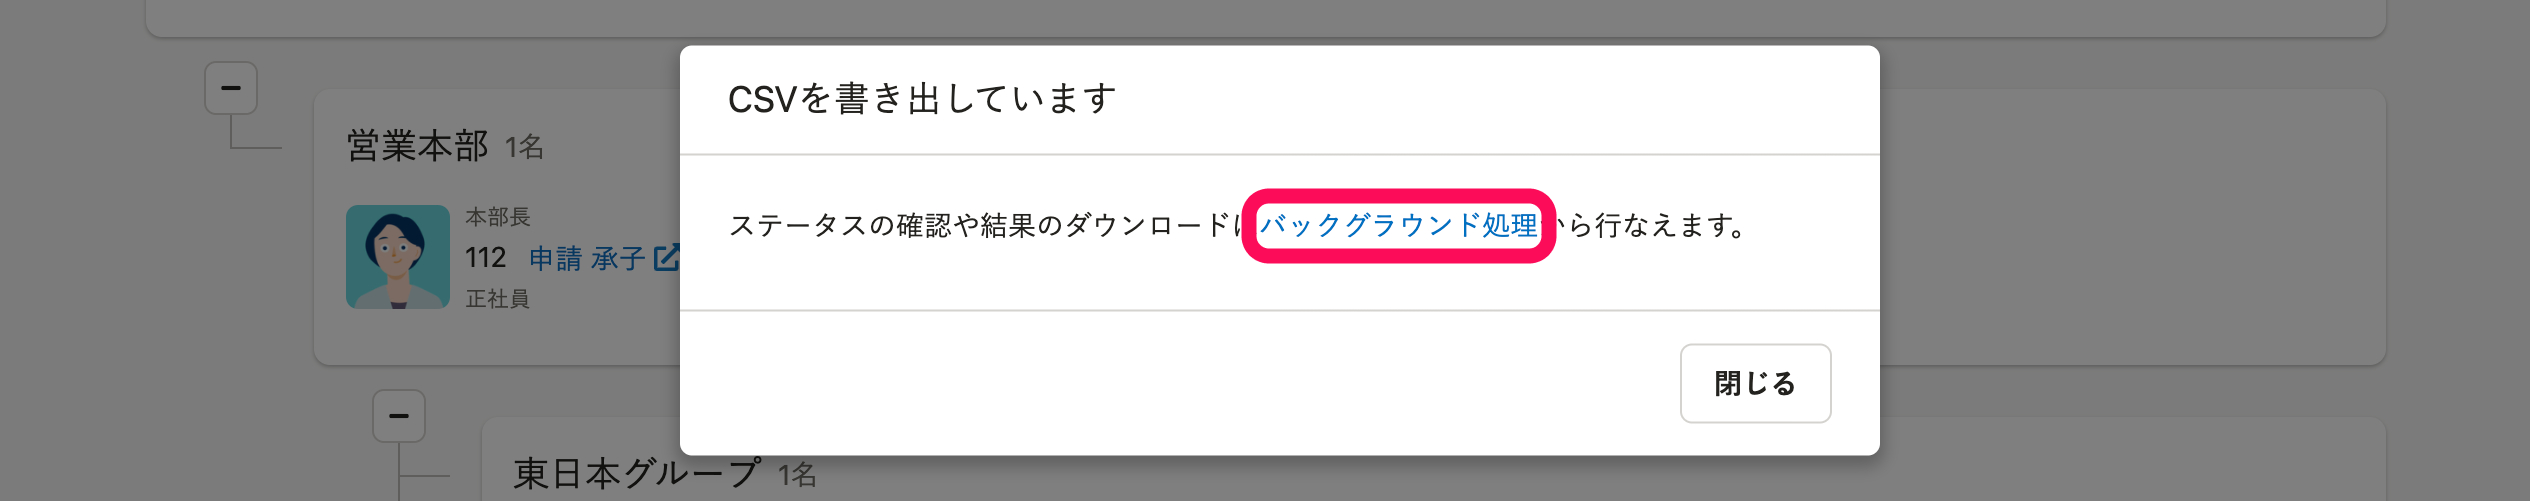 CSVを書き出しています
営業本部 1名
本部長
112 申請 承子
正社員
ステータスの確認や結果のダウンロードは バックグラウンド処理 から行なえます。
閉じる
東日本グループ 1名